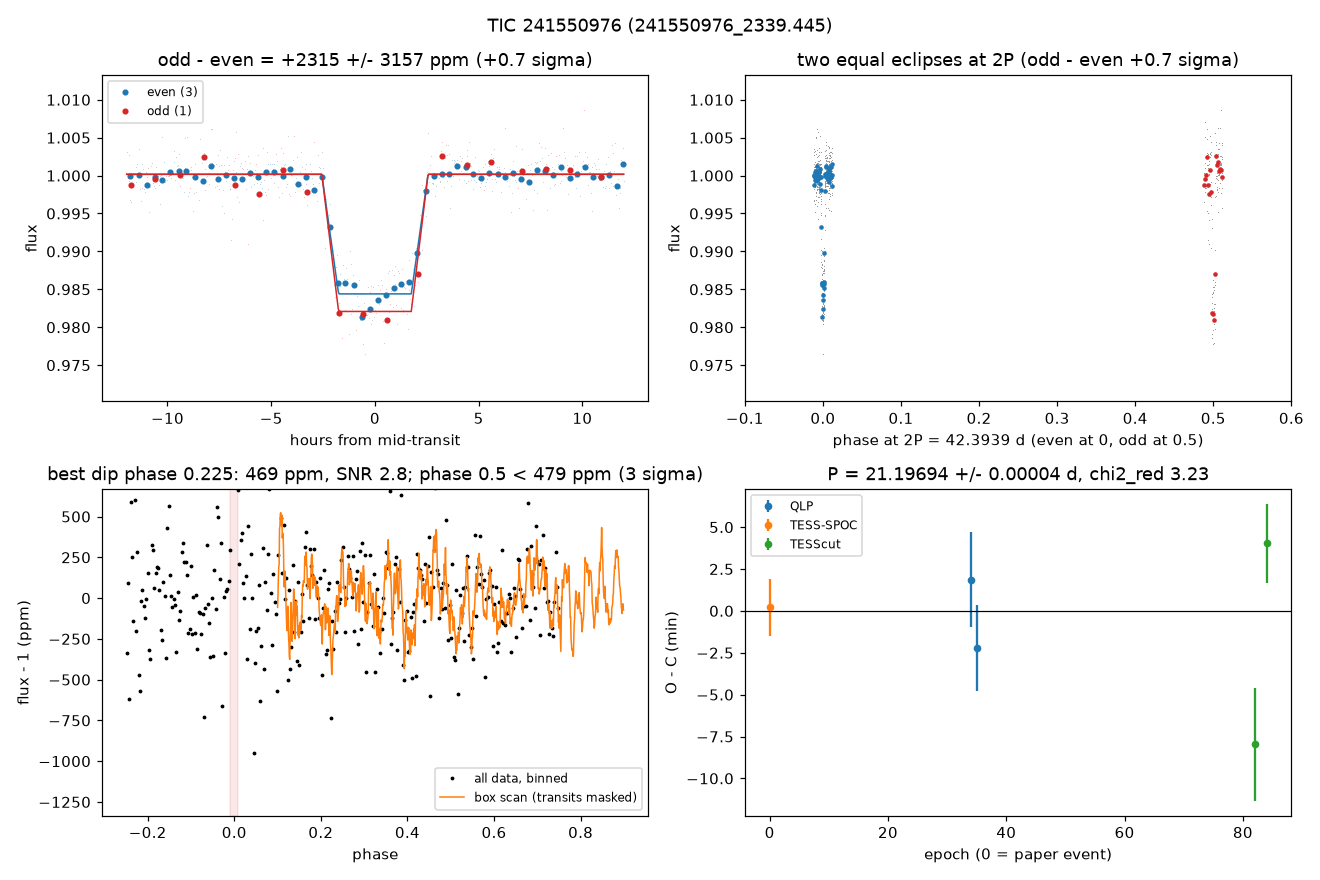 TIC 241550976 (241550976_2339.445)
odd - even = +2315 +/- 3157 ppm (+0.7 sigma)
even (3)
odd (1)
1.010
1.005
1.000
0.995
0.990
0.985
0.980
0.975
flux
−10
−5
0
5
10
hours from mid-transit
two equal eclipses at 2P (odd - even +0.7 sigma)
1.010
1.005
1.000
0.995
0.990
0.985
0.980
0.975
flux
−0.1
0.0
0.1
0.2
0.3
0.4
0.5
0.6
phase at 2P = 42.3939 d (even at 0, odd at 0.5)
best dip phase 0.225: 469 ppm, SNR 2.8; phase 0.5 < 479 ppm (3 sigma)
500
250
0
−250
−500
−750
−1000
−1250
flux - 1 (ppm)
all data, binned
box scan (transits masked)
−0.2
0.0
0.2
0.4
0.6
0.8
phase
P = 21.19694 +/- 0.00004 d, chi2_red 3.23
QLP
TESS-SPOC
TESScut
5.0
2.5
0.0
−2.5
−5.0
−7.5
−10.0
O - C (min)
0
20
40
60
80
epoch (0 = paper event)